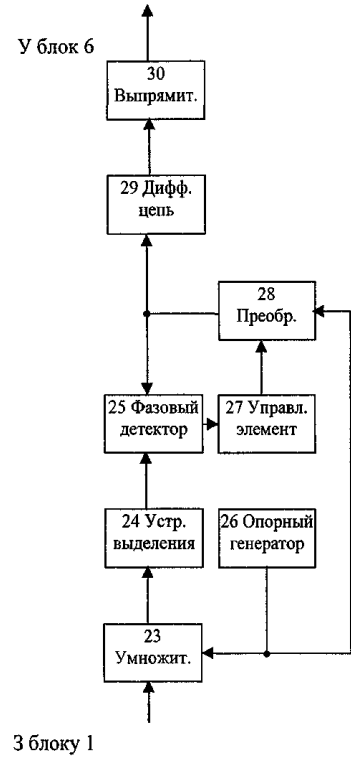 У блок 6
30
Выпрямит.
29 Дифф.
цепь
28
Преобр.
25 Фазовый
детектор
27 Управл.
элемент
24 Устр.
выделения
26 Опорный
генератор
23
Умножит.
З блоку 1